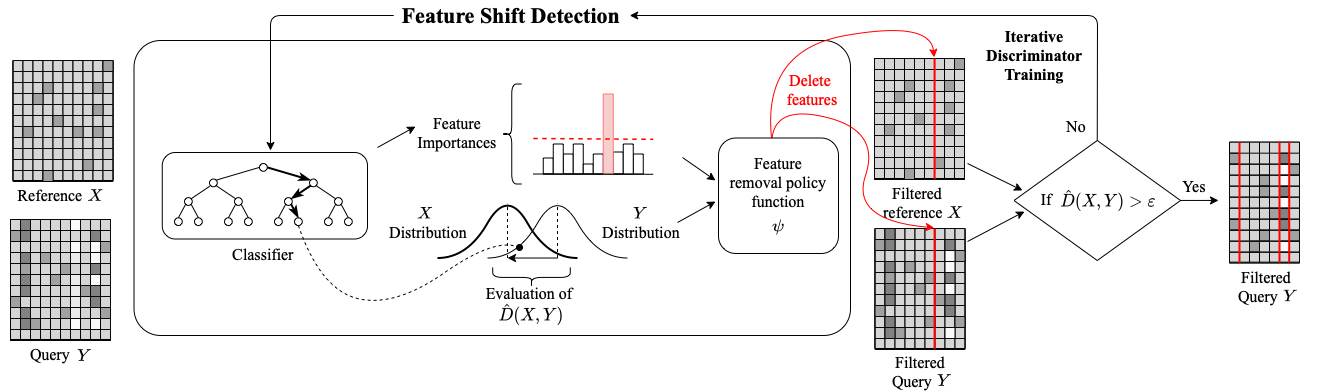 Feature Shift Detection
Iterative
Discriminator
Training
Reference X
Query Y
Classifier
Feature
Importances
X
Distribution
Y
Distribution
Evaluation of
D̂(X, Y)
Feature
removal policy
function
ψ
Delete
features
Filtered
reference X
Filtered
Query Y
If D̂(X, Y) > ε
No
Yes
Filtered
Query Y